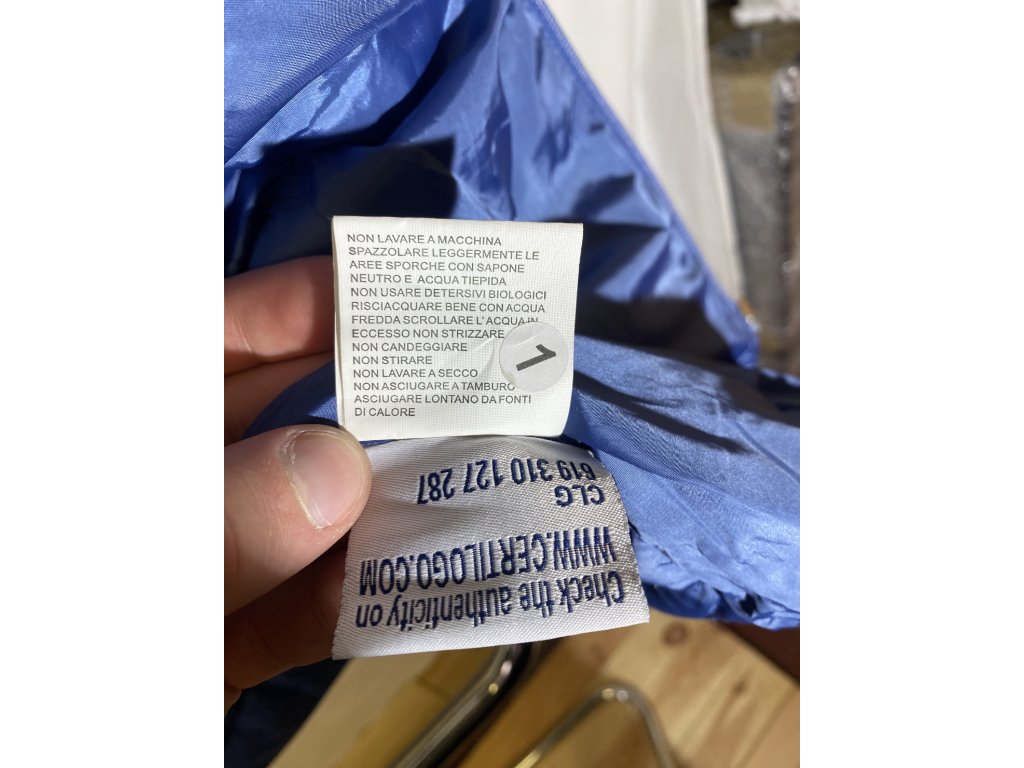 NON LAVARE A MACCHINA
SPAZZOLARE LEGGERMENTE LE
AREE SPORCHE CON SAPONE
NEUTRO E ACQUA TIEPIDA
NON USARE DETERSIVI BIOLOGICI
RISCIACQUARE BENE CON ACQUA
FREDDA SCROLLARE L'ACQUA IN
ECCESSO NON STRIZZARE
NON CANDEGGIARE
NON STIRARE
NON LAVARE A SECCO
NON ASCIUGARE A TAMBURO
ASCIUGARE LONTANO DA FONTI
DI CALORE
1
Check the authenticity on
WWW.CERTILOGO.COM
CLG
619 310 127 287